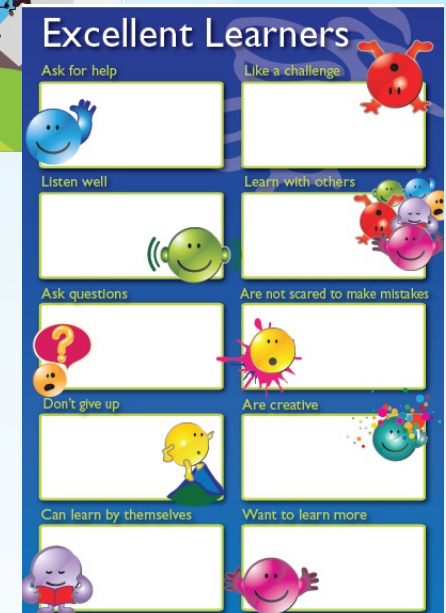 Excellent Learners
Ask for help
Like a challenge
Listen well
Learn with others
Ask questions
Are not scared to make mistakes
?
Don't give up
Are creative
Can learn by themselves
Want to learn more